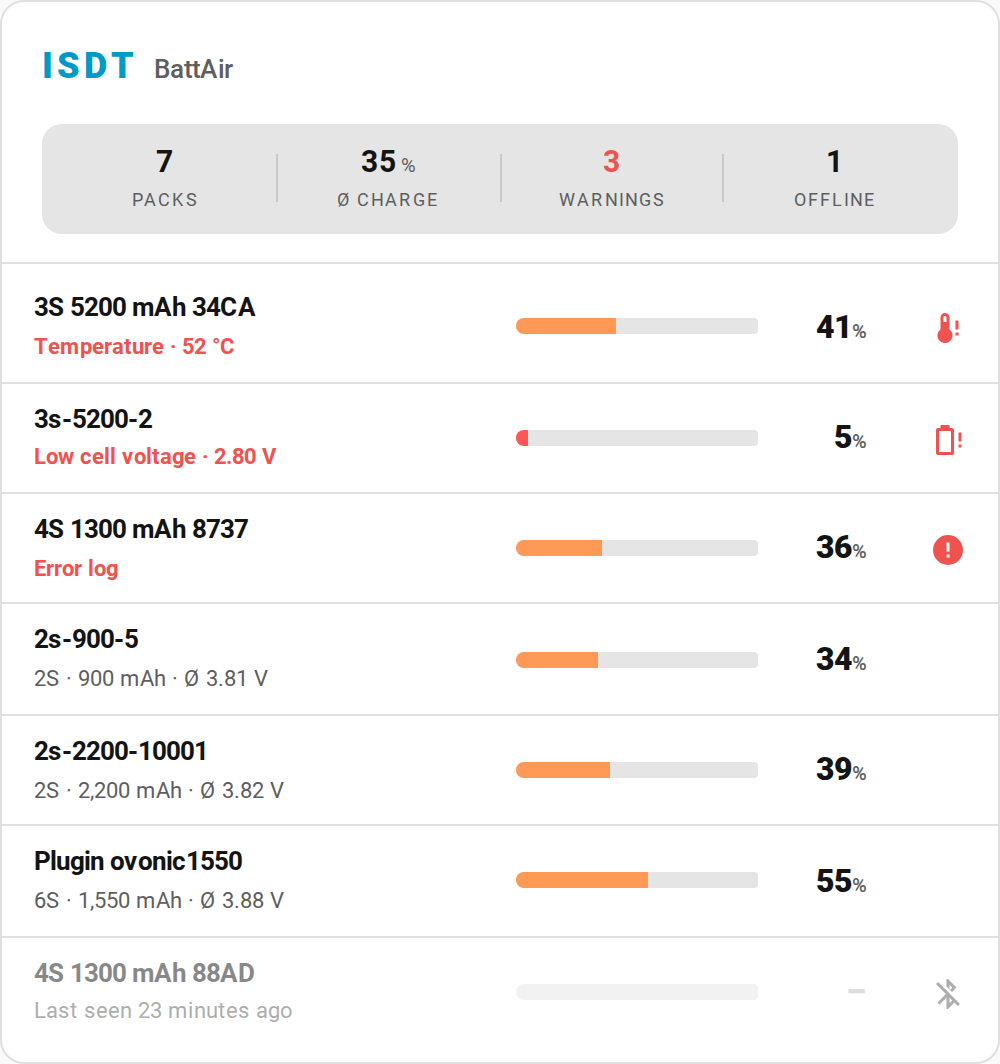 ISDT BattAir
7 35 % 3 1
PACKS Ø CHARGE WARNINGS OFFLINE
3S 5200 mAh 34CA
Temperature · 52 °C
41%
3s-5200-2
Low cell voltage · 2.80 V
5%
4S 1300 mAh 8737
Error log
36%
2s-900-5
2S · 900 mAh · Ø 3.81 V
34%
2s-2200-10001
2S · 2,200 mAh · Ø 3.82 V
39%
Plugin ovonic1550
6S · 1,550 mAh · Ø 3.88 V
55%
4S 1300 mAh 88AD
Last seen 23 minutes ago
–